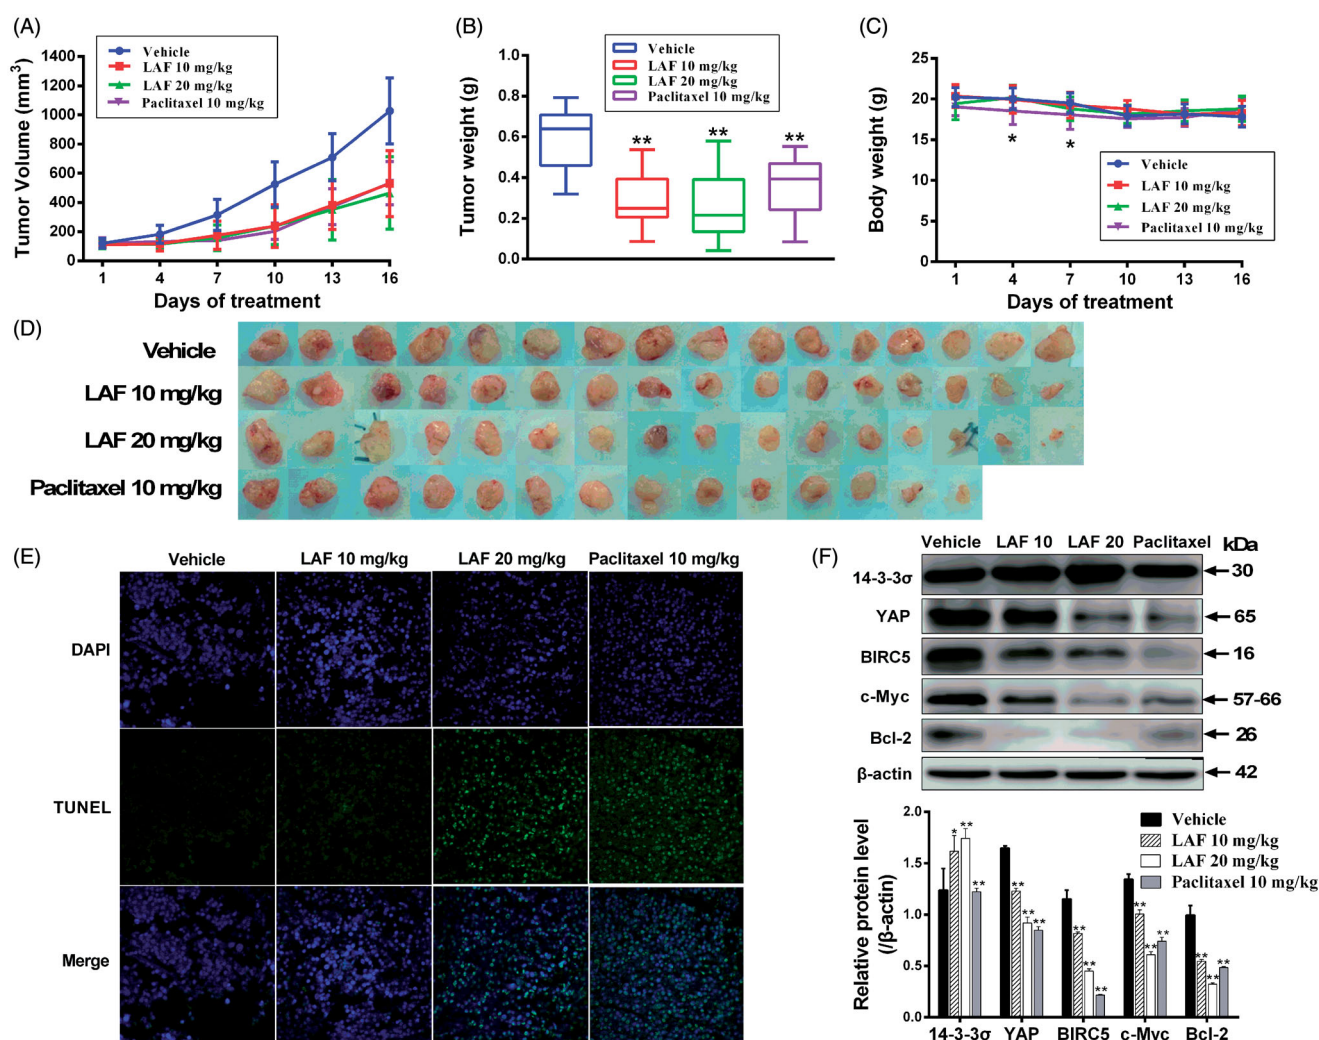 (A)
Vehicle
LAF 10 mg/kg
LAF 20 mg/kg
Paclitaxel 10 mg/kg
Tumor Volume (mm³)
1400
1200
1000
800
600
400
200
0
1 4 7 10 13 16
Days of treatment
(B)
Vehicle
LAF 10 mg/kg
LAF 20 mg/kg
Paclitaxel 10 mg/kg
Tumor weight (g)
1.0
0.8
0.6
0.4
0.2
0.0
** ** **
(C)
Body weight (g)
25
20
15
10
5
0
* *
Vehicle
LAF 10 mg/kg
LAF 20 mg/kg
Paclitaxel 10 mg/kg
1 4 7 10 13 16
Days of treatment
(D)
Vehicle
LAF 10 mg/kg
LAF 20 mg/kg
Paclitaxel 10 mg/kg
(E)
Vehicle LAF 10 mg/kg LAF 20 mg/kg Paclitaxel 10 mg/kg
DAPI
TUNEL
Merge
(F)
Vehicle LAF 10 LAF 20 Paclitaxel kDa
14-3-3σ 30
YAP 65
BIRC5 16
c-Myc 57-66
Bcl-2 26
β-actin 42
Relative protein level
(/β-actin)
2.0
1.5
1.0
0.5
0.0
* ** **
** ** **
** ** **
** ** **
** ** **
Vehicle
LAF 10 mg/kg
LAF 20 mg/kg
Paclitaxel 10 mg/kg
14-3-3σ YAP BIRC5 c-Myc Bcl-2